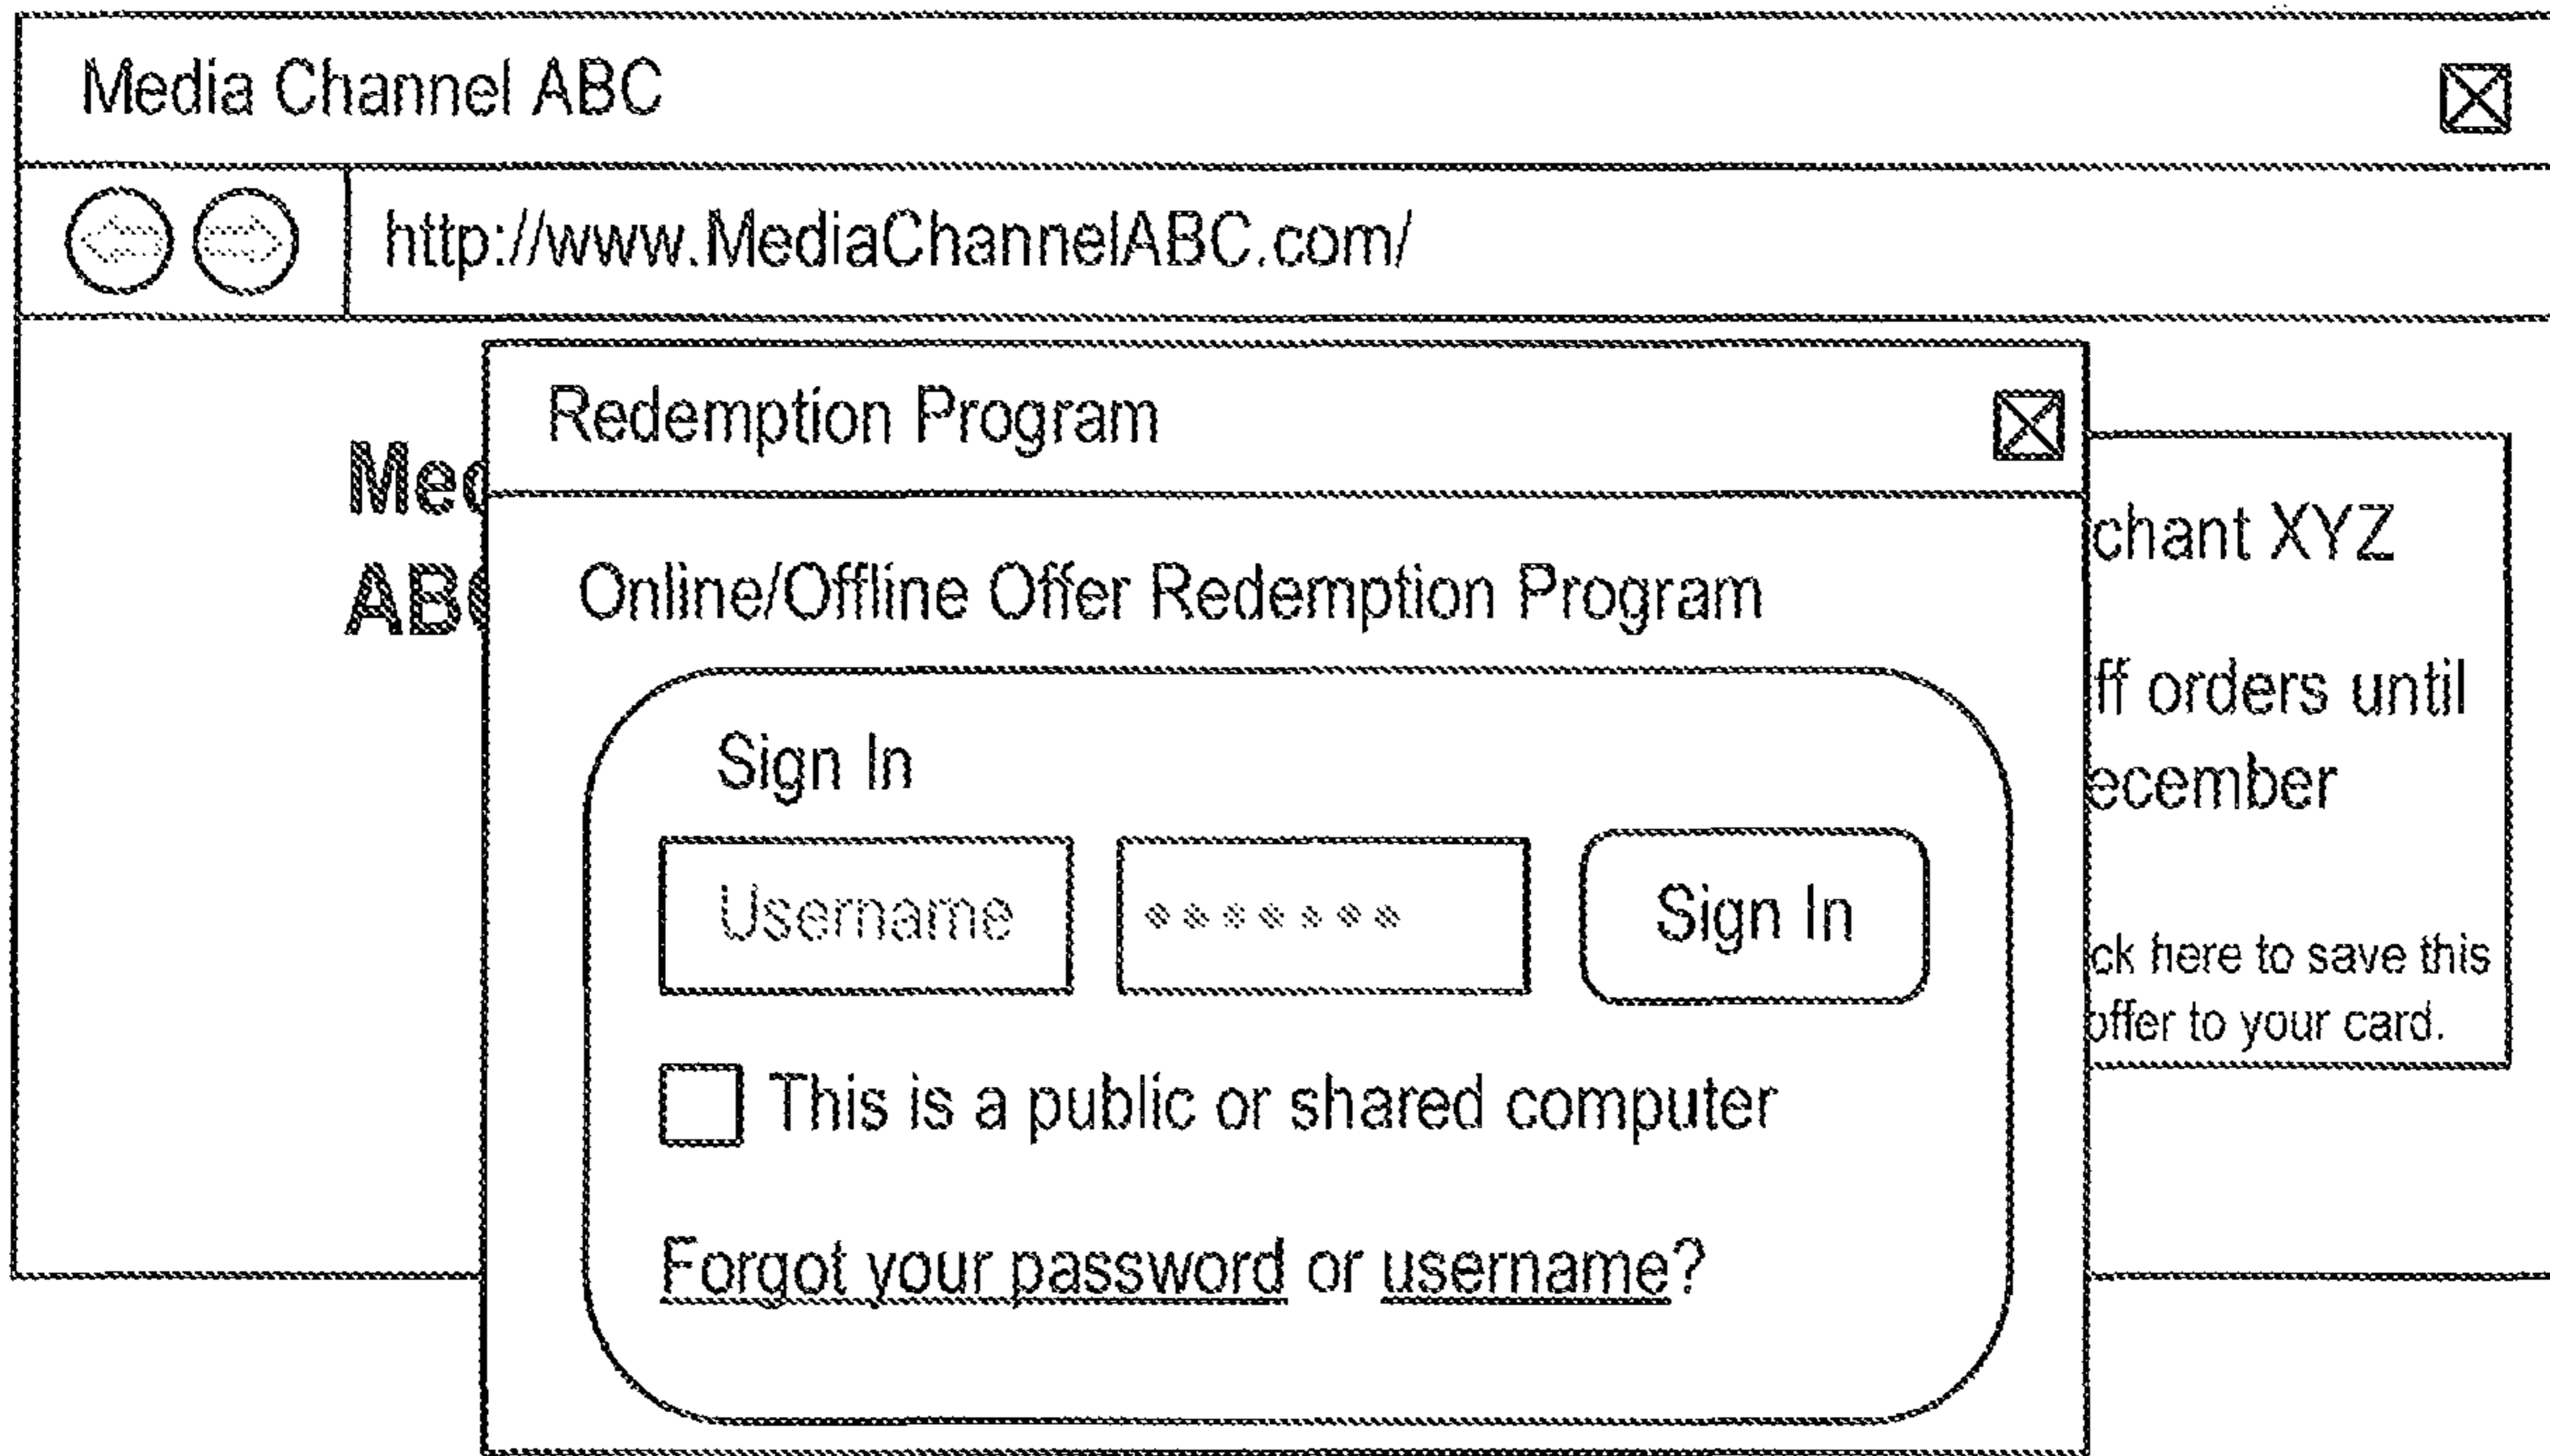 Media Channel ABC
http://www.MediaChannelABC.com/
Redemption Program
Med
ABC
Online/Offline Offer Redemption Program
chant XYZ
ff orders until
ecember
Sign In
Username ******* Sign In
ck here to save this
offer to your card.
This is a public or shared computer
Forgot your password or username?